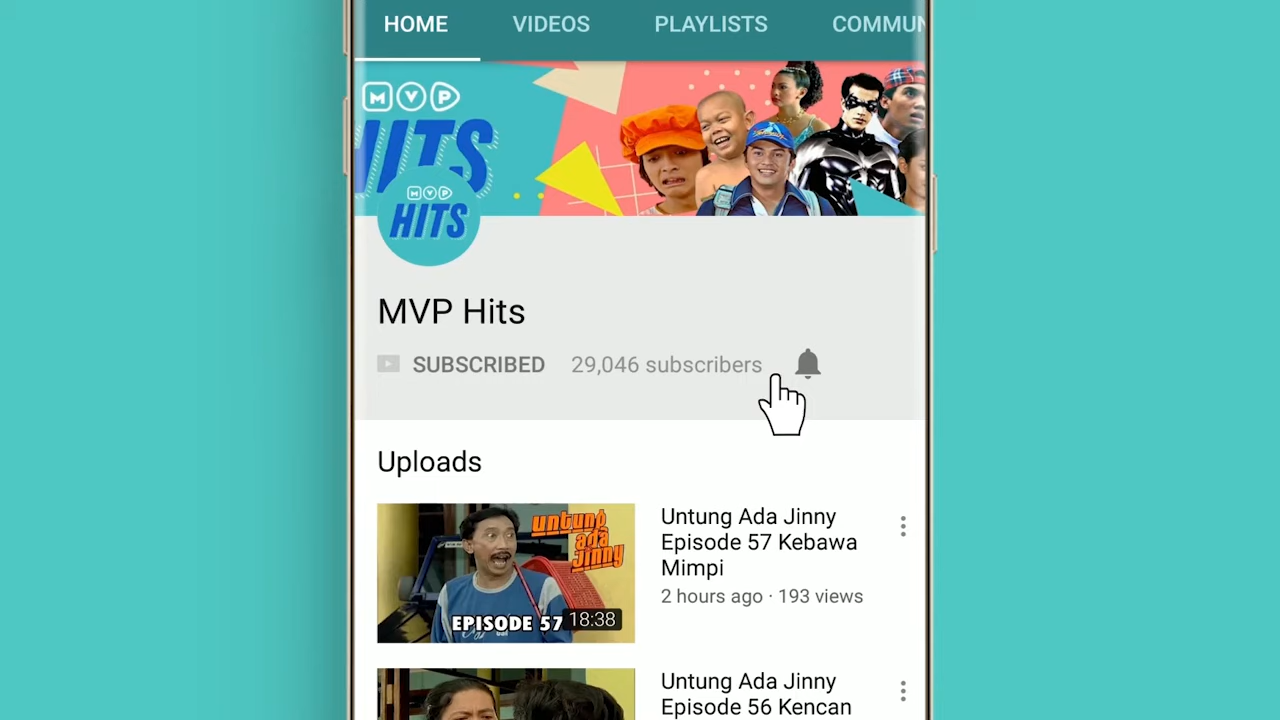 HOME VIDEOS PLAYLISTS COMMUN
MVP
HITS
MVP
HITS
MVP Hits
SUBSCRIBED 29,046 subscribers
Uploads
untung
ada
Jinny
EPISODE 57 18:38
Untung Ada Jinny
Episode 57 Kebawa
Mimpi
2 hours ago · 193 views
Untung Ada Jinny
Episode 56 Kencan